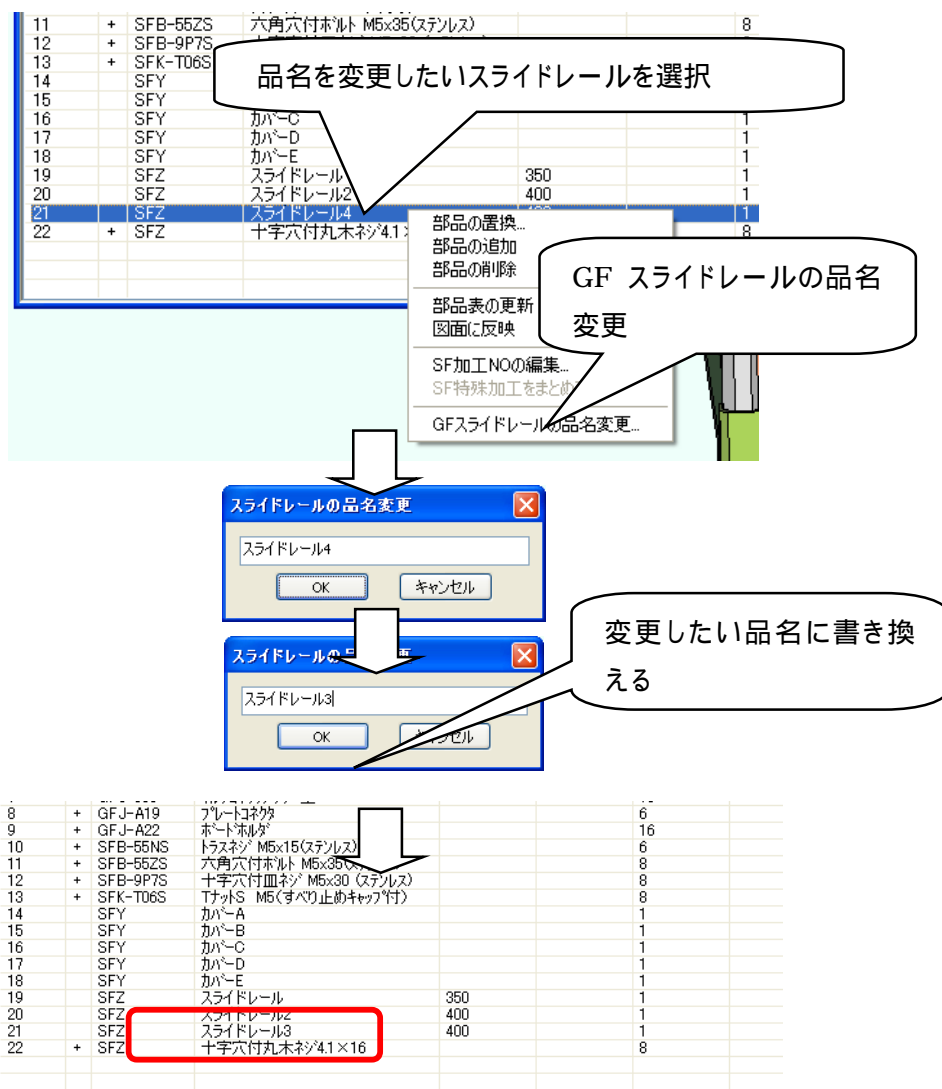 11 + SFB-55ZS 六角穴付ボルト M5x35(ステンレス) 8
12 + SFB-9P7S
13 + SFK-T06S
品名を変更したいスライドレールを選択
14 SFY
15 SFY
16 SFY カバーC 1
17 SFY カバーD 1
18 SFY カバーE 1
19 SFZ スライドレール 350 1
20 SFZ スライドレール2 400 1
21 SFZ スライドレール4 1
22 + SFZ 十字穴付丸木ネジ4.1× 8
部品の置換...
部品の追加
部品の削除
部品表の更新
図面に反映
SF加工NOの編集...
SF特殊加工をまとめ
GFスライドレールの品名変更...
GF スライドレールの品名
変更
スライドレールの品名変更
スライドレール4
OK キャンセル
スライドレールの品 変更
スライドレール3
OK キャンセル
変更したい品名に書き換
える
8 + GFJ-A19 プレートコネクタ 6
9 + GFJ-A22 ボードホルダ 16
10 + SFB-55NS トラスネジ M5x15(ステンレス) 6
11 + SFB-55ZS 六角穴付ボルト M5x35(ステンレス) 8
12 + SFB-9P7S 十字穴付皿ネジ M5x30 (ステンレス) 8
13 + SFK-T06S TナットS M5(すべり止めキャップ付) 8
14 SFY カバーA 1
15 SFY カバーB 1
16 SFY カバーC 1
17 SFY カバーD 1
18 SFY カバーE 1
19 SFZ スライドレール 350 1
20 SFZ スライドレール2 400 1
21 SFZ スライドレール3 400 1
22 + SFZ 十字穴付丸木ネジ4.1×16 8